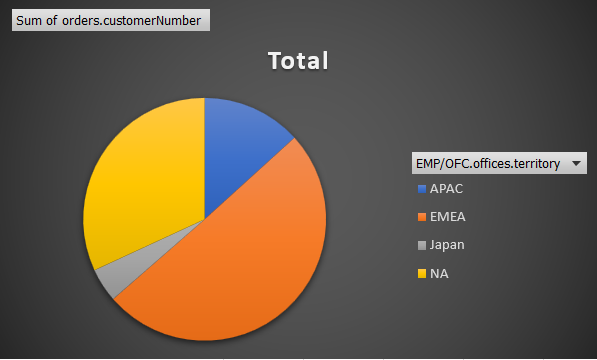 Sum of orders.customerNumber
Total
EMP/OFC.offices.territory
APAC
EMEA
Japan
NA